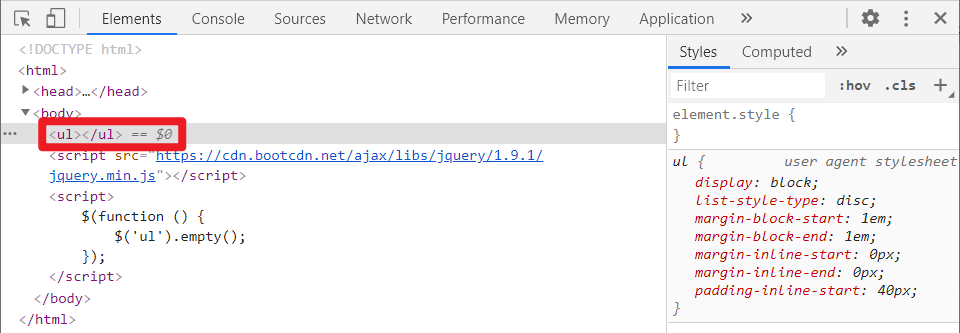 Elements Console Sources Network Performance Memory Application »
<!DOCTYPE html>
<html>
<head>…</head>
<body>
<ul></ul> == $0
<script src="https://cdn.bootcdn.net/ajax/libs/jquery/1.9.1/
jquery.min.js"></script>
<script>
$(function () {
$('ul').empty();
});
</script>
</body>
</html>
Styles Computed »
Filter :hov .cls +
element.style {
}
ul { user agent stylesheet
display: block;
list-style-type: disc;
margin-block-start: 1em;
margin-block-end: 1em;
margin-inline-start: 0px;
margin-inline-end: 0px;
padding-inline-start: 40px;
}